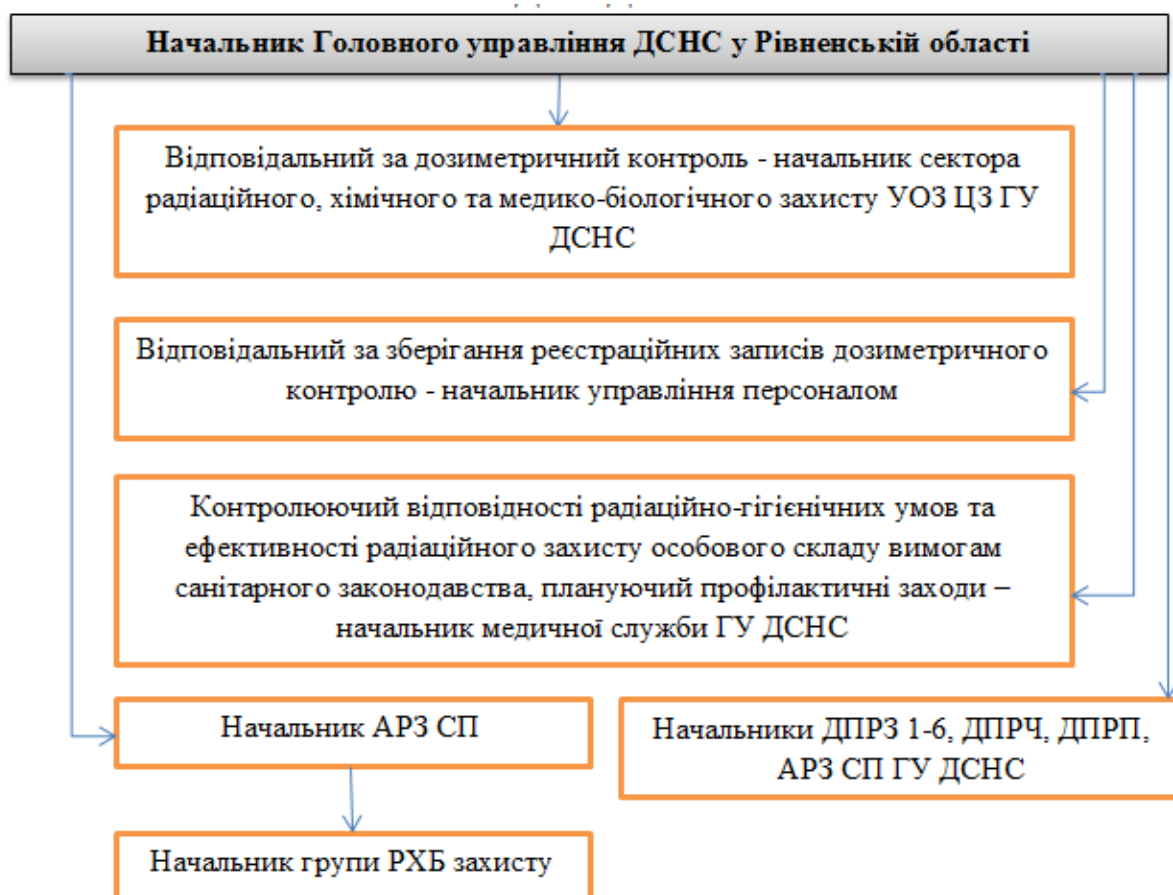 Начальник Головного управління ДСНС у Рівненській області
Відповідальний за дозиметричний контроль - начальник сектора
радіаційного, хімічного та медико-біологічного захисту УОЗ ЦЗ ГУ
ДСНС
Відповідальний за зберігання реєстраційних записів дозиметричного
контролю - начальник управління персоналом
Контролюючий відповідності радіаційно-гігієнічних умов та
ефективності радіаційного захисту особового складу вимогам
санітарного законодавства, плануючий профілактичні заходи –
начальник медичної служби ГУ ДСНС
Начальник АРЗ СП
Начальники ДПРЗ 1-6, ДПРЧ, ДПРП,
АРЗ СП ГУ ДСНС
Начальник групи РХБ захисту